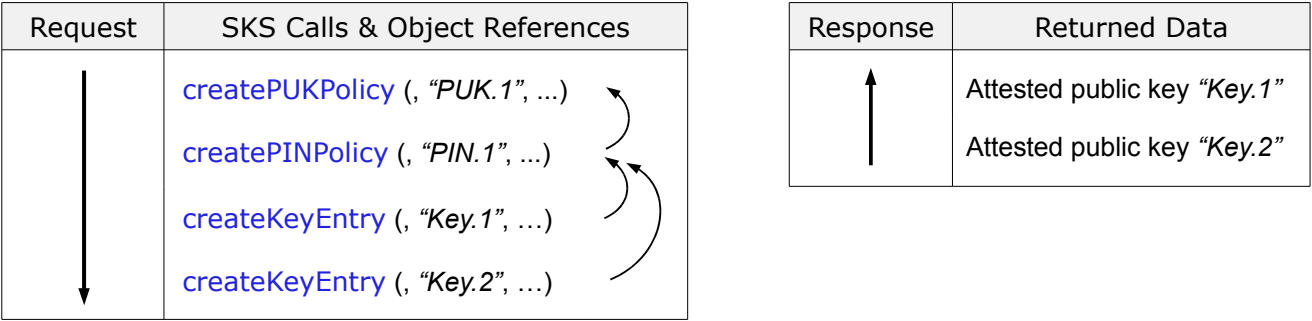 Request SKS Calls & Object References
createPUKPolicy (, “PUK.1”, ...)
createPINPolicy (, “PIN.1”, ...)
createKeyEntry (, “Key.1”, …)
createKeyEntry (, “Key.2”, …)
Response Returned Data
Attested public key “Key.1”
Attested public key “Key.2”